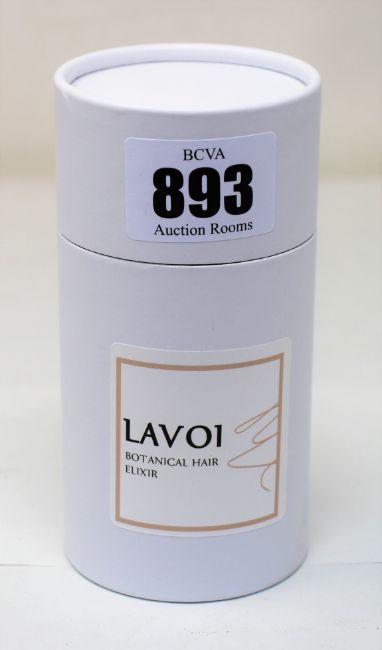 BCVA
893
Auction Rooms
LAVOI
BOTANICAL HAIR
ELIXIR